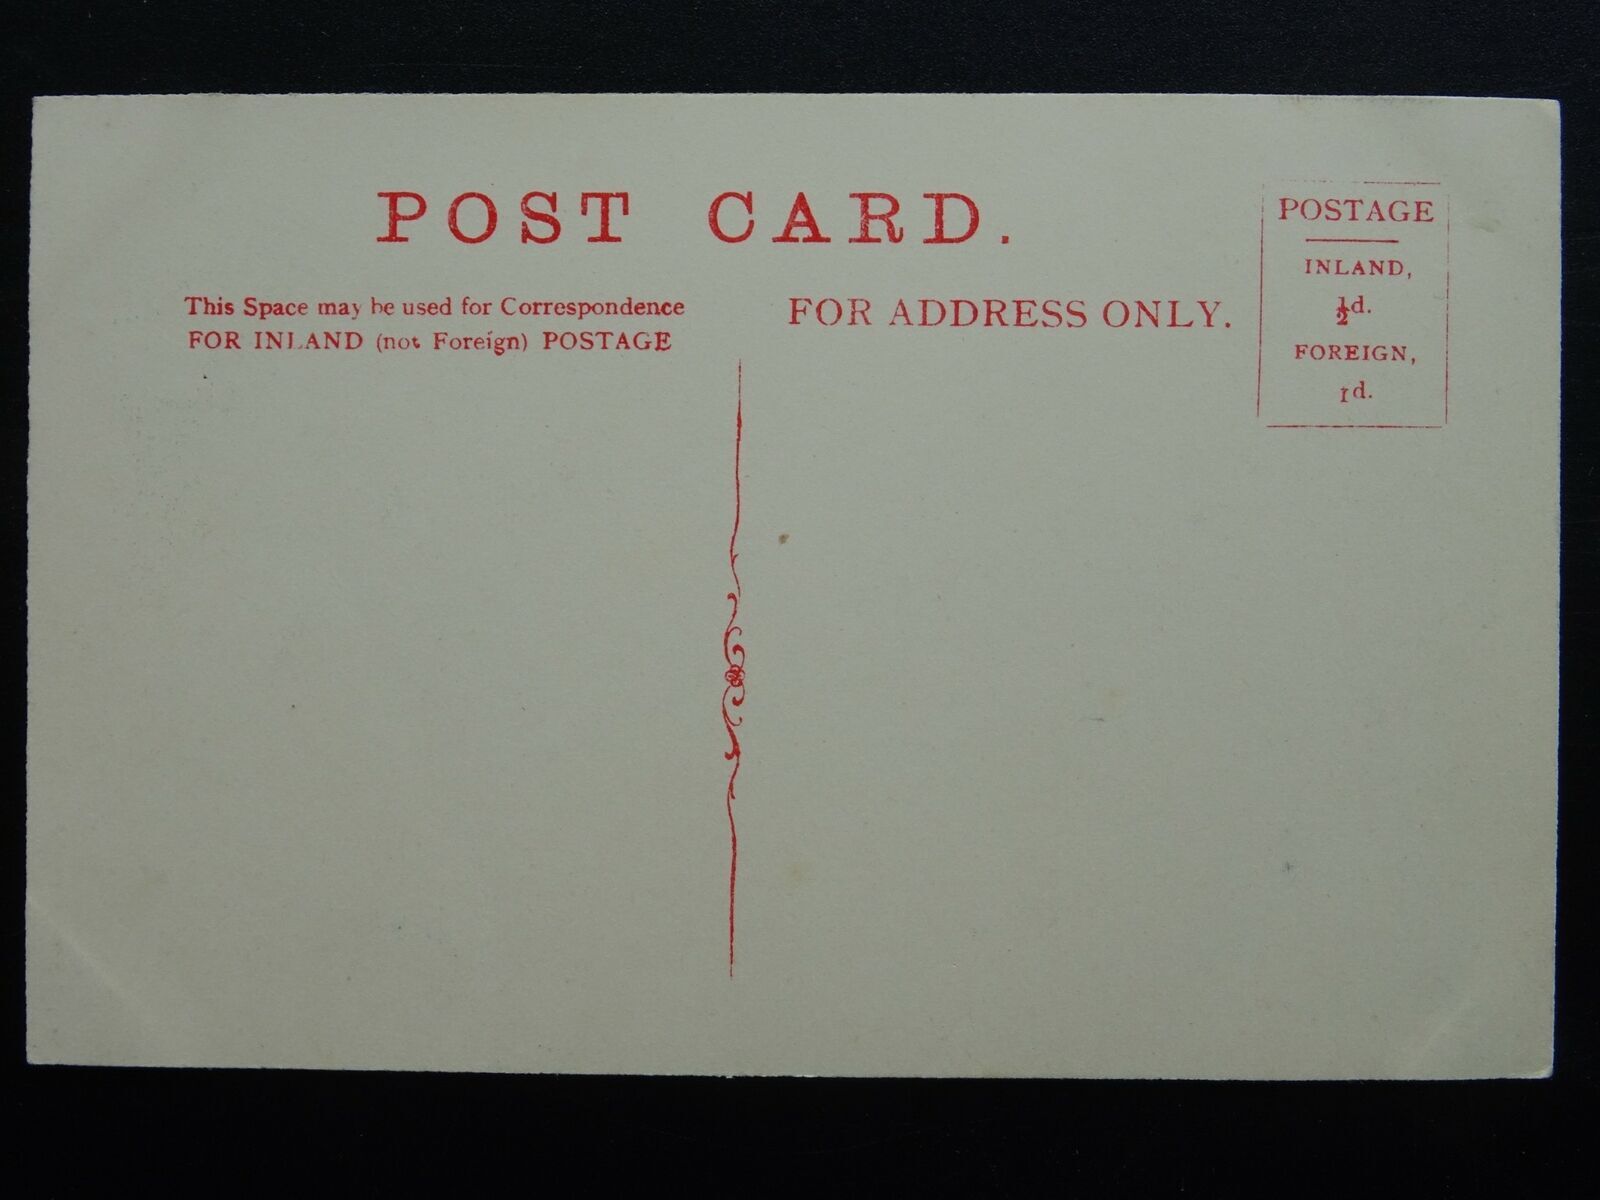 POST CARD.
This Space may be used for Correspondence
FOR INLAND (not Foreign) POSTAGE
FOR ADDRESS ONLY.
POSTAGE
INLAND,
½d.
FOREIGN,
1d.